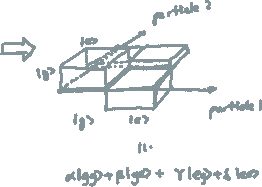 particle 2
|e⟩
|g⟩
particle 1
|g⟩ |e⟩
||
α|gg⟩+β|ge⟩+ γ|eg⟩+δ|ee⟩